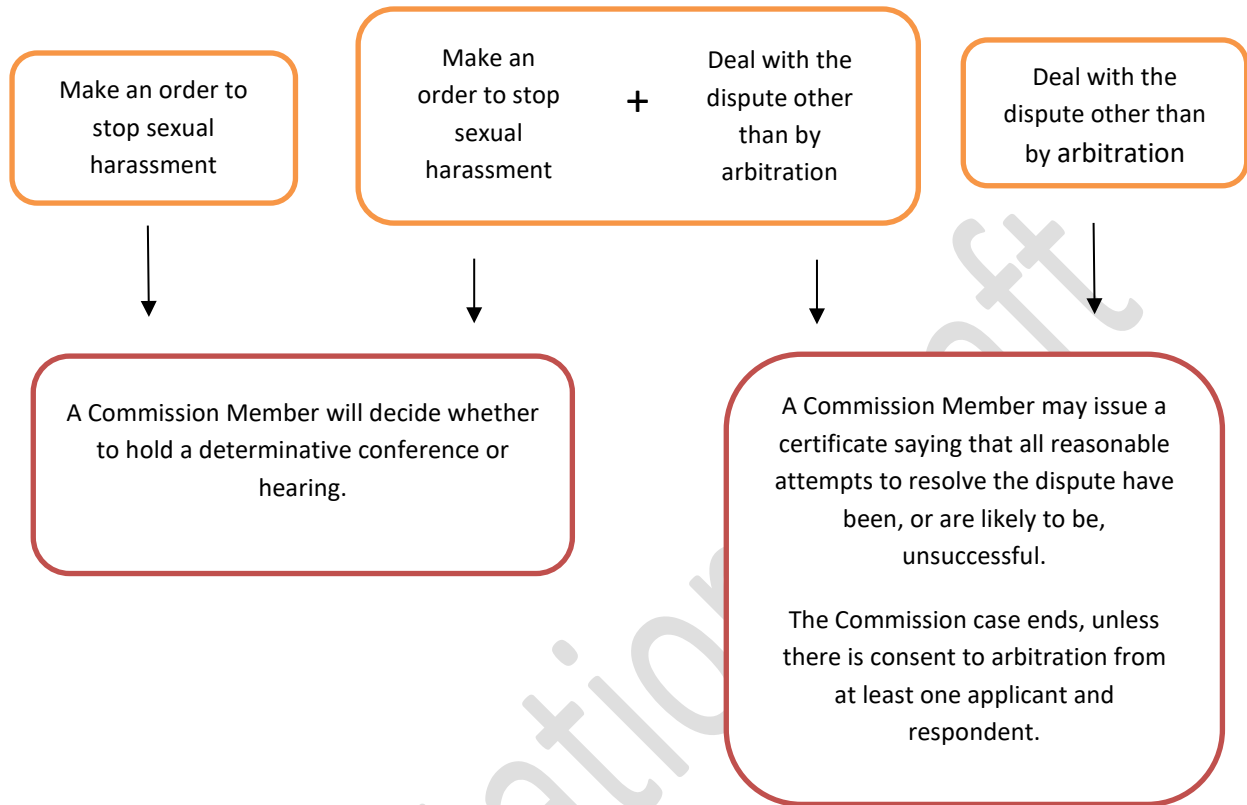 Make an order to
stop sexual
harassment
Make an
order to stop
sexual
harassment
+
Deal with the
dispute other
than by
arbitration
Deal with the
dispute other than
by arbitration
A Commission Member will decide whether
to hold a determinative conference or
hearing.
A Commission Member may issue a
certificate saying that all reasonable
attempts to resolve the dispute have
been, or are likely to be,
unsuccessful.
The Commission case ends, unless
there is consent to arbitration from
at least one applicant and
respondent.